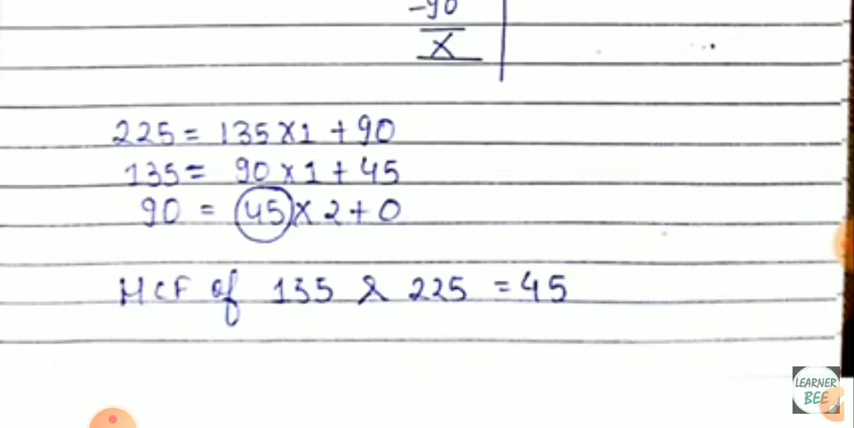 -90
X
225 = 135 X 1 + 90
135 = 90 x 1 + 45
90 = 45 X 2 + 0
HCF of 135 & 225 = 45
LEARNER
BEE